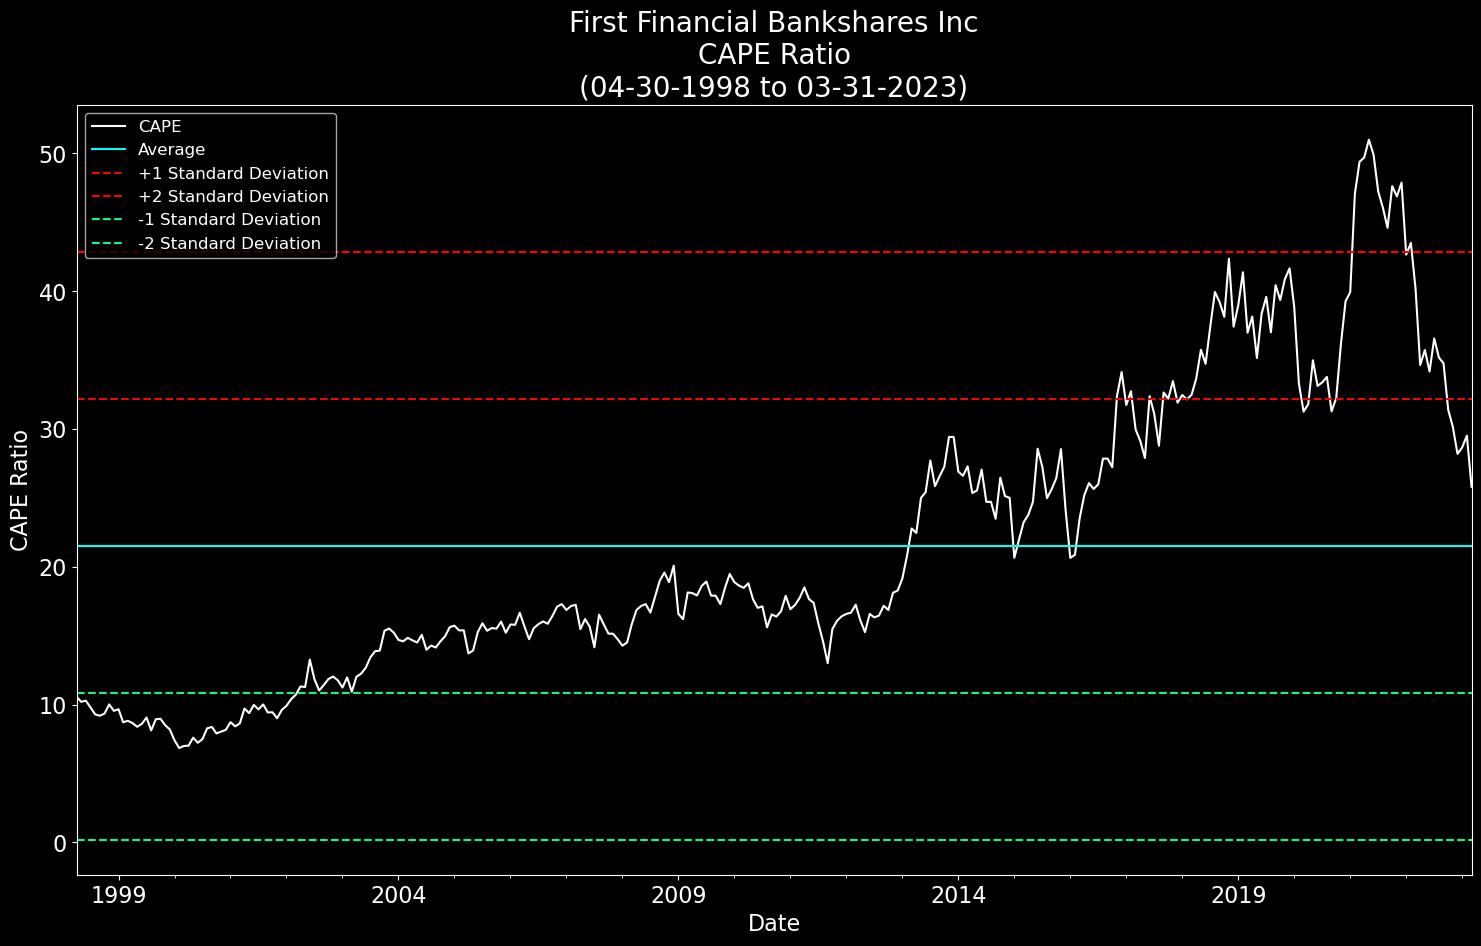 First Financial Bankshares Inc
CAPE Ratio
(04-30-1998 to 03-31-2023)
CAPE
Average
+1 Standard Deviation
+2 Standard Deviation
-1 Standard Deviation
-2 Standard Deviation
CAPE Ratio
50
40
30
20
10
0
1999
2004
2009
2014
2019
Date